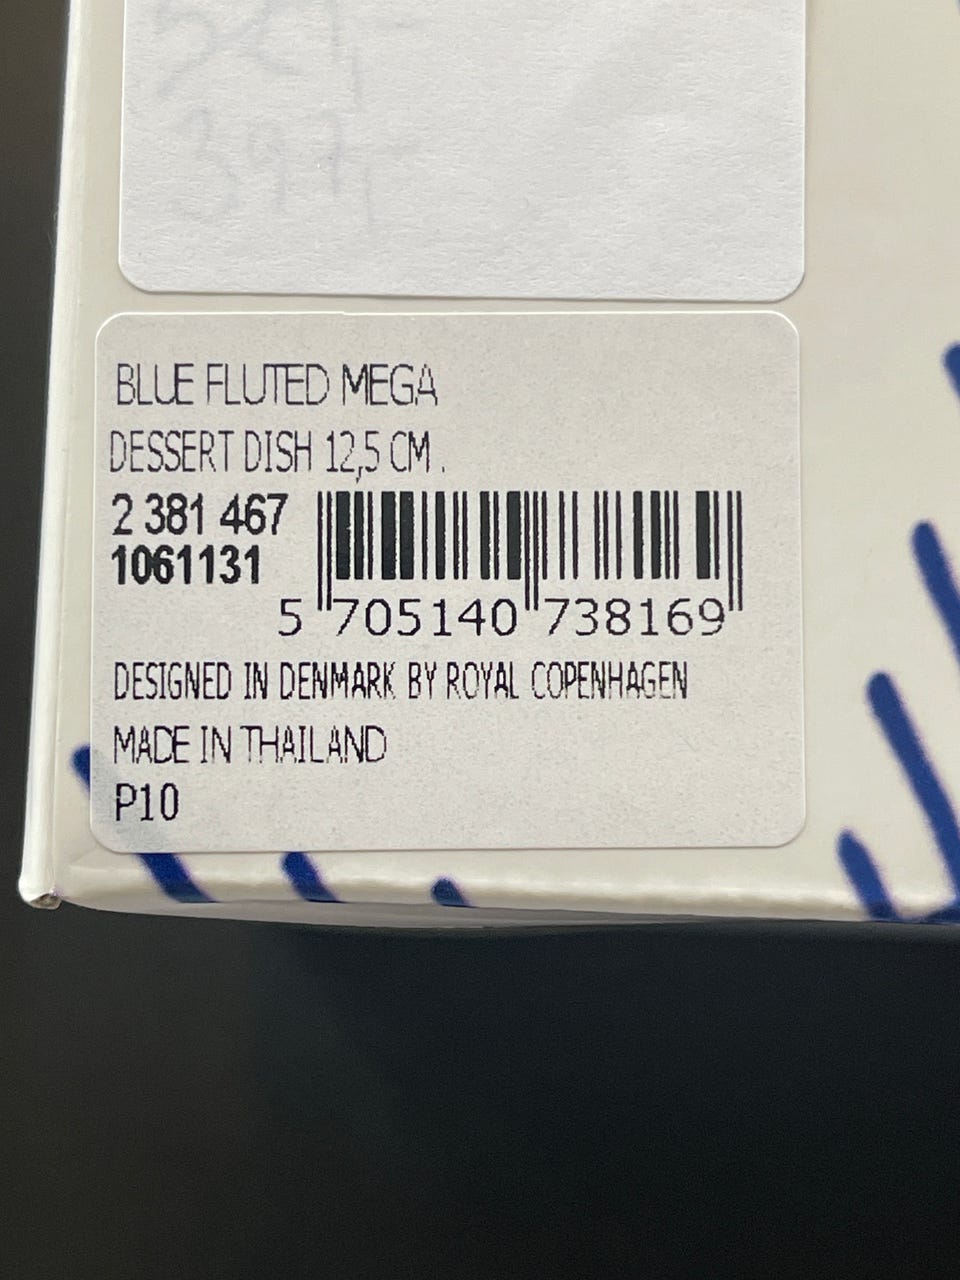 399,-
BLUE FLUTED MEGA
DESSERT DISH 12,5 CM .
2 381 467
1061131
5 705140 738169
DESIGNED IN DENMARK BY ROYAL COPENHAGEN
MADE IN THAILAND
P10